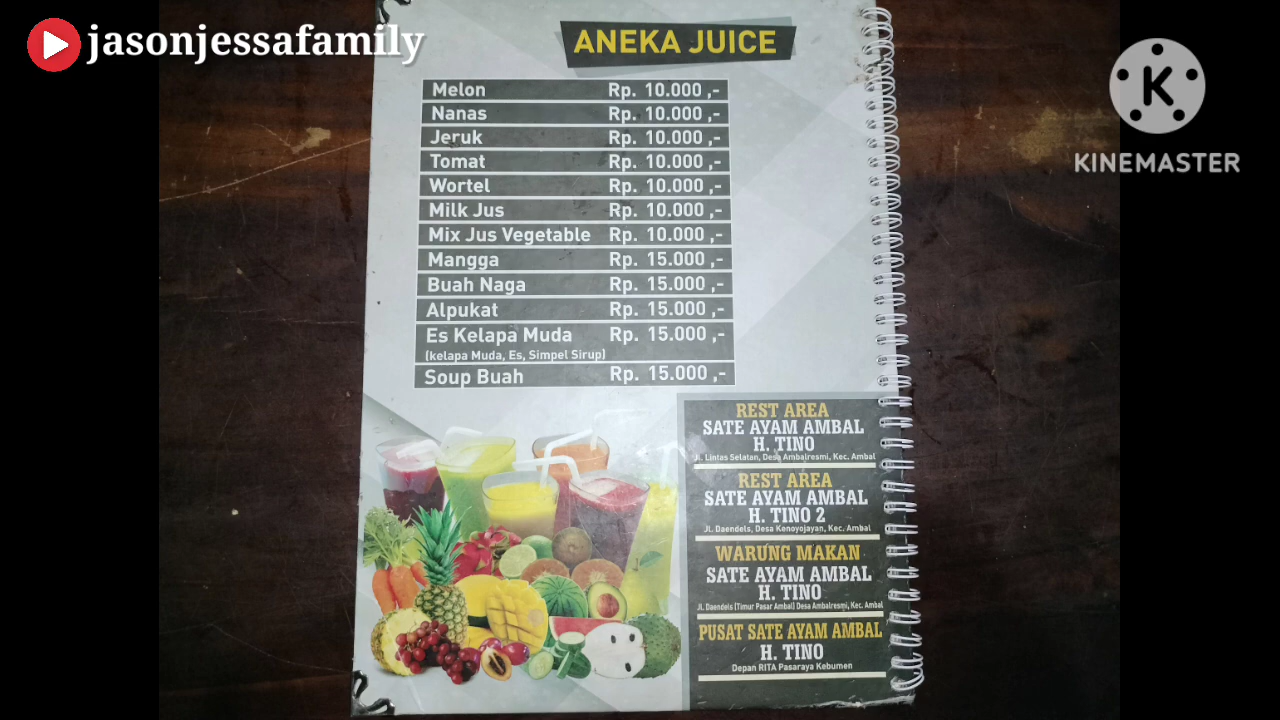 jasonjessafamily
K
KINEMASTER
ANEKA JUICE
Melon Rp. 10.000 ,-
Nanas Rp. 10.000 ,-
Jeruk Rp. 10.000 ,-
Tomat Rp. 10.000 ,-
Wortel Rp. 10.000 ,-
Milk Jus Rp. 10.000 ,-
Mix Jus Vegetable Rp. 10.000 ,-
Mangga Rp. 15.000 ,-
Buah Naga Rp. 15.000 ,-
Alpukat Rp. 15.000 ,-
Es Kelapa Muda Rp. 15.000 ,-
(kelapa Muda, Es, Simpel Sirup)
Soup Buah Rp. 15.000 ,-
REST AREA
SATE AYAM AMBAL
H. TINO
Jl. Lintas Selatan, Desa Ambalresmi, Kec. Ambal
REST AREA
SATE AYAM AMBAL
H. TINO 2
Jl. Daendels, Desa Kenoyojayan, Kec. Ambal
WARUNG MAKAN
SATE AYAM AMBAL
H. TINO
Jl. Daendels (Timur Pasar Ambal) Desa Ambalresmi, Kec. Ambal
PUSAT SATE AYAM AMBAL
H. TINO
Depan RITA Pasaraya Kebumen